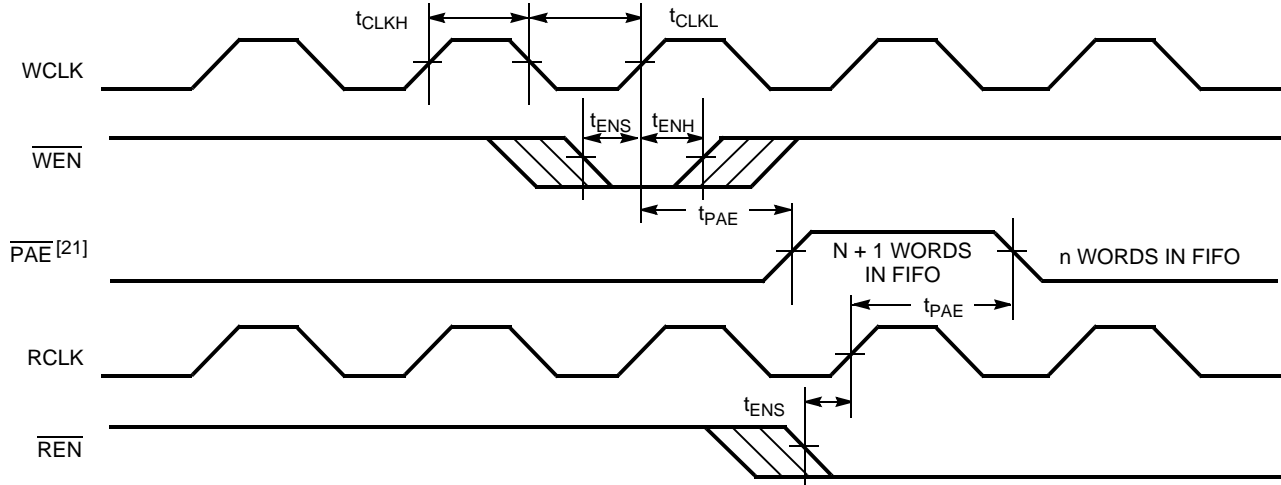 tCLKH
tCLKL
WCLK
tENS
tENH
WEN
tPAE
PAE [21]
N + 1 WORDS
IN FIFO
n WORDS IN FIFO
tPAE
RCLK
tENS
REN